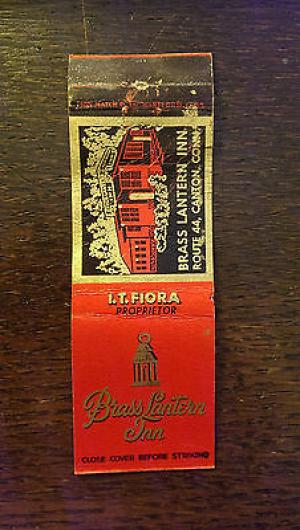 BRASS LANTERN INN
ROUTE 44, CANTON, CONN.
I.T. FIORA
PROPRIETOR
Brass Lantern
Inn
CLOSE COVER BEFORE STRIKING